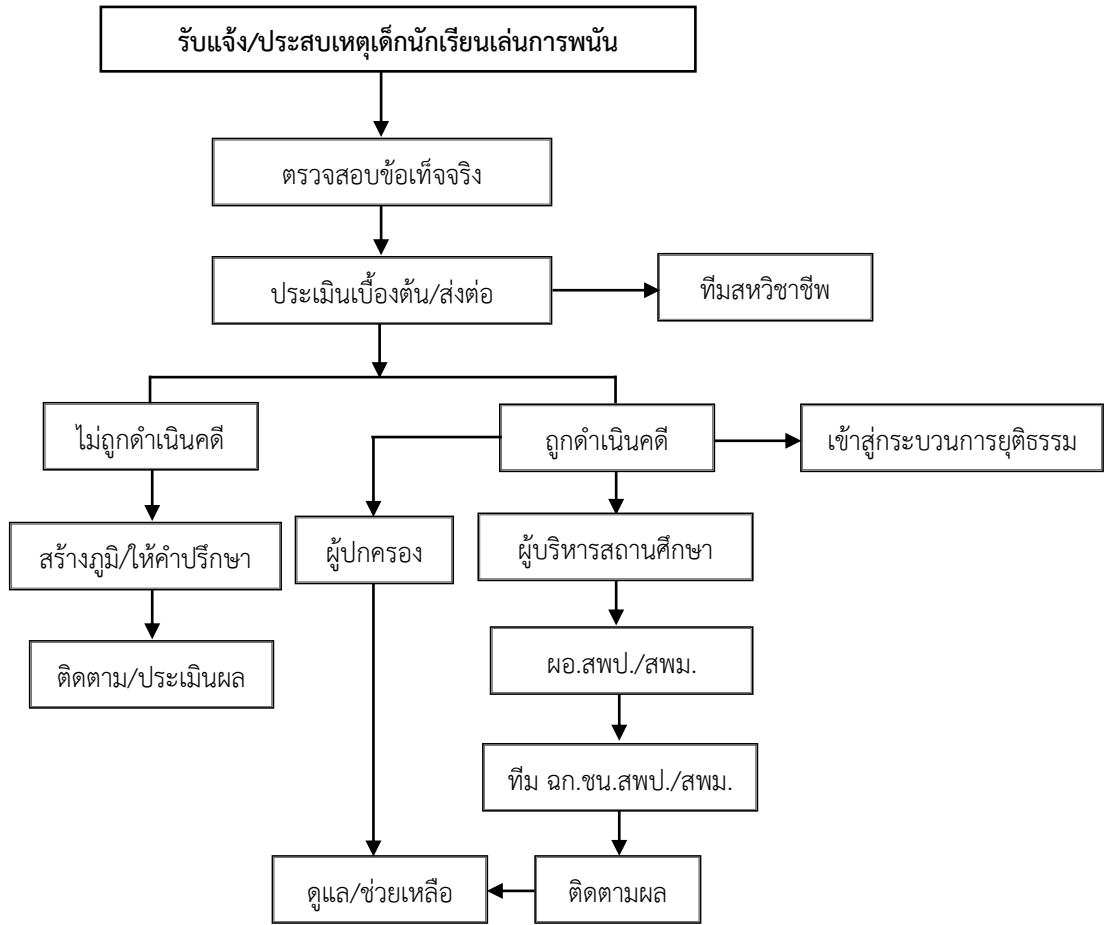 รับแจ้ง/ประสบเหตุเด็กนักเรียนเล่นการพนัน
ตรวจสอบข้อเท็จจริง
ประเมินเบื้องต้น/ส่งต่อ
ทีมสหวิชาชีพ
ไม่ถูกดำเนินคดี
ถูกดำเนินคดี
เข้าสู่กระบวนการยุติธรรม
สร้างภูมิ/ให้คำปรึกษา
ผู้ปกครอง
ผู้บริหารสถานศึกษา
ติดตาม/ประเมินผล
ผอ.สพป./สพม.
ทีม ฉก.ชน.สพป./สพม.
ดูแล/ช่วยเหลือ
ติดตามผล